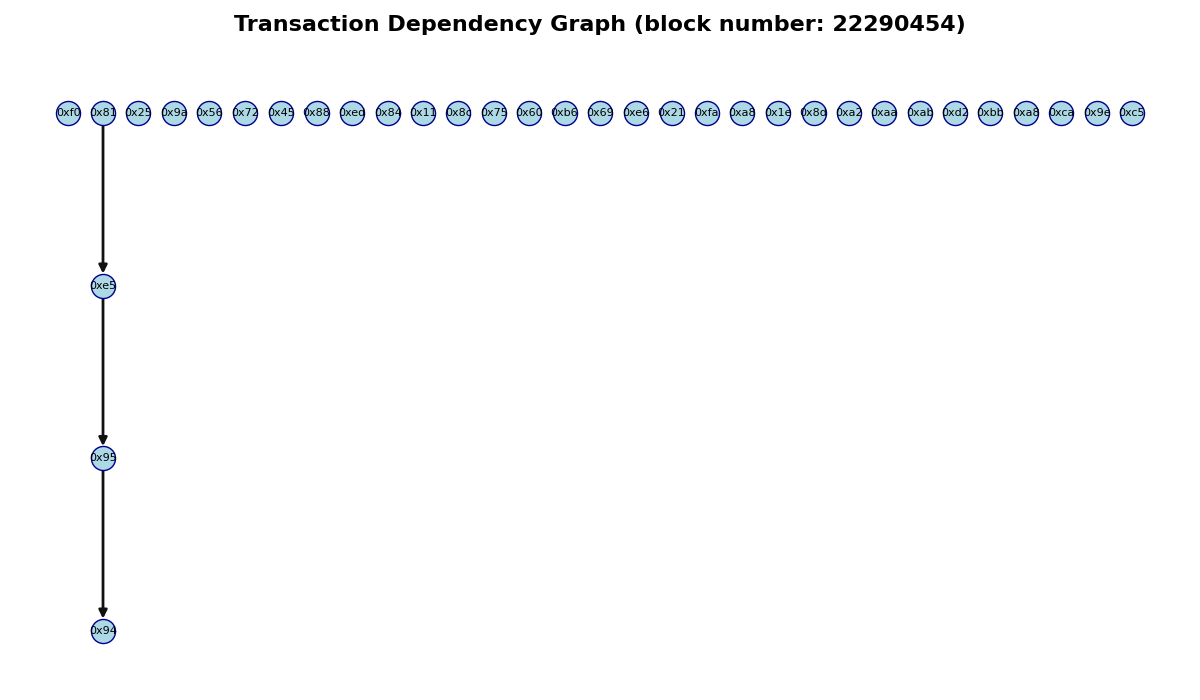 Transaction Dependency Graph (block number: 22290454)
0xf0 0x81 0x25 0x9a 0x56 0x72 0x45 0x88 0xed 0x84 0x11 0x8c 0x75 0x60 0xb6 0x69 0xe6 0x21 0xfa 0xa8 0x1e 0x8d 0xa2 0xaa 0xab 0xd2 0xbb 0xa8 0xca 0x9e 0xc5
0xe5
0x95
0x94